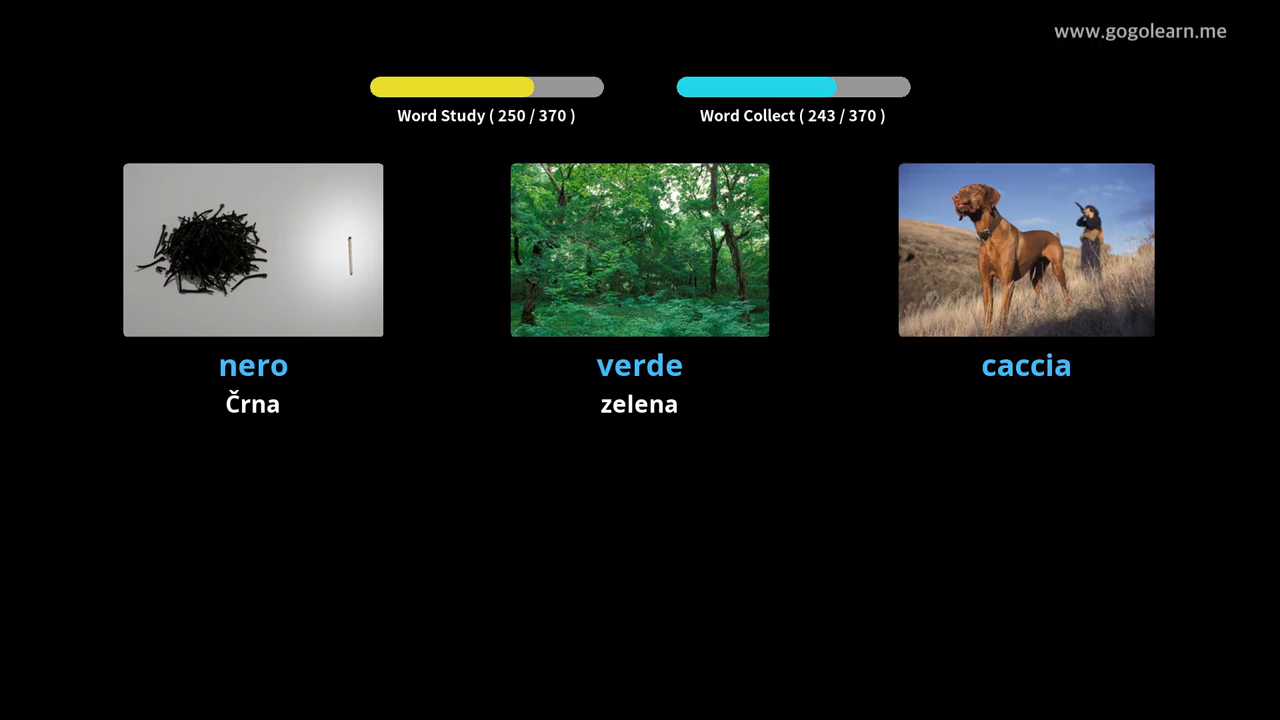 www.gogolearn.me
Word Study ( 250 / 370 )
Word Collect ( 243 / 370 )
nero
verde
caccia
Črna
zelena